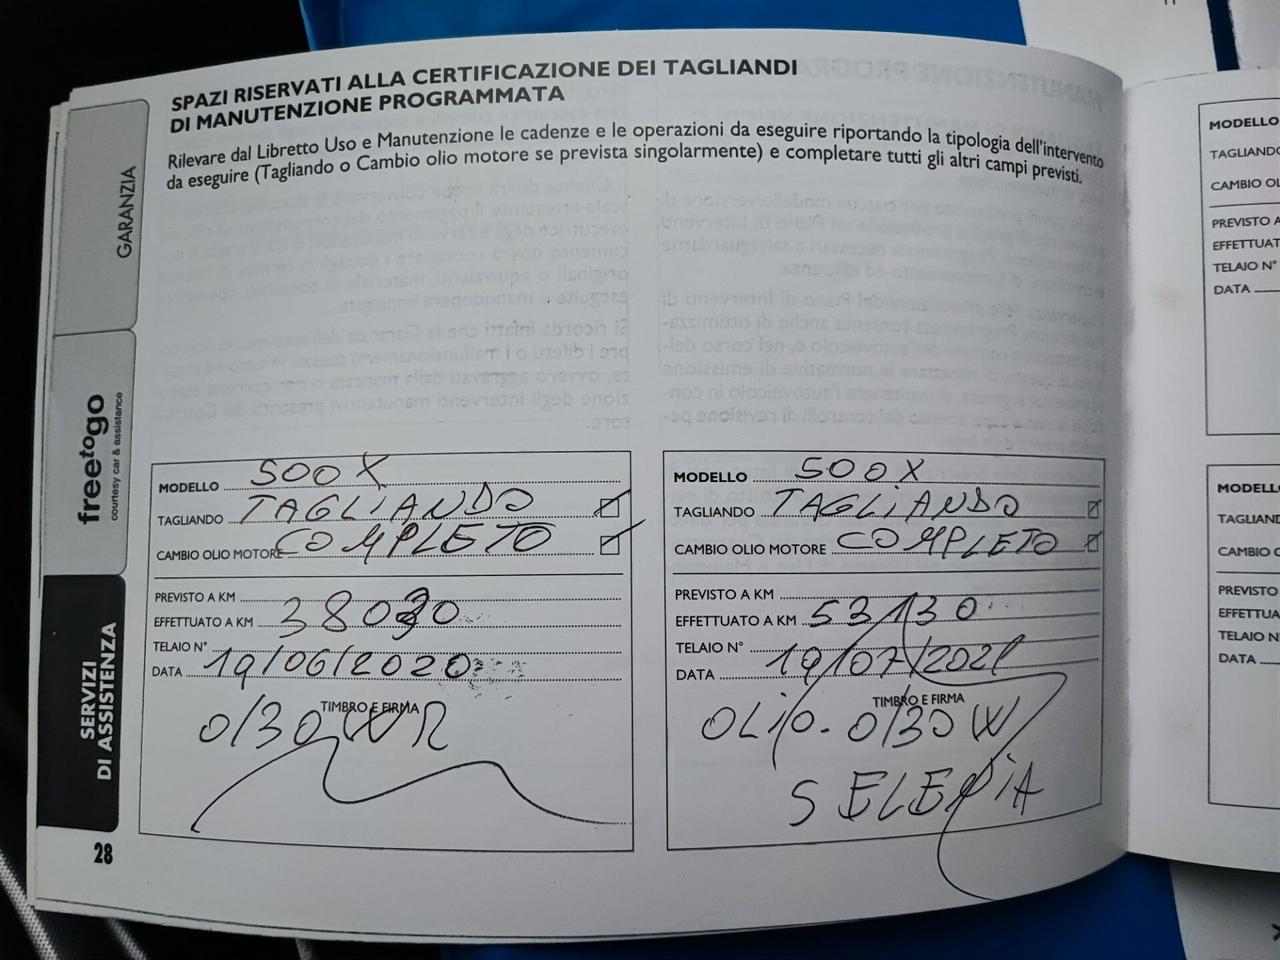 SPAZI RISERVATI ALLA CERTIFICAZIONE DEI TAGLIANDI
DI MANUTENZIONE PROGRAMMATA
Rilevare dal Libretto Uso e Manutenzione le cadenze e le operazioni da eseguire riportando la tipologia dell'intervento
da eseguire (Tagliando o Cambio olio motore se prevista singolarmente) e completare tutti gli altri campi previsti.
GARANZIA
freetogo
courtesy car & assistance
SERVIZI
DI ASSISTENZA
28
MODELLO 500X
TAGLIANDO TAGLIANDO
CAMBIO OLIO MOTORE COMPLETO
PREVISTO A KM
EFFETTUATO A KM 38030
TELAIO N°
DATA 19/06/2020
TIMBRO E FIRMA
0/30 W
MODELLO 500X
TAGLIANDO TAGLIANDO
CAMBIO OLIO MOTORE COMPLETO
PREVISTO A KM
EFFETTUATO A KM 53130
TELAIO N°
DATA 19/07/2021
TIMBRO E FIRMA
OLIO. 0/30 W
SELENIA
MODELLO
TAGLIANDO
CAMBIO OL
PREVISTO A
EFFETTUAT
TELAIO N°
DATA
MODELL
TAGLIAND
CAMBIO C
PREVISTO
EFFETTUA
TELAIO N°
DATA